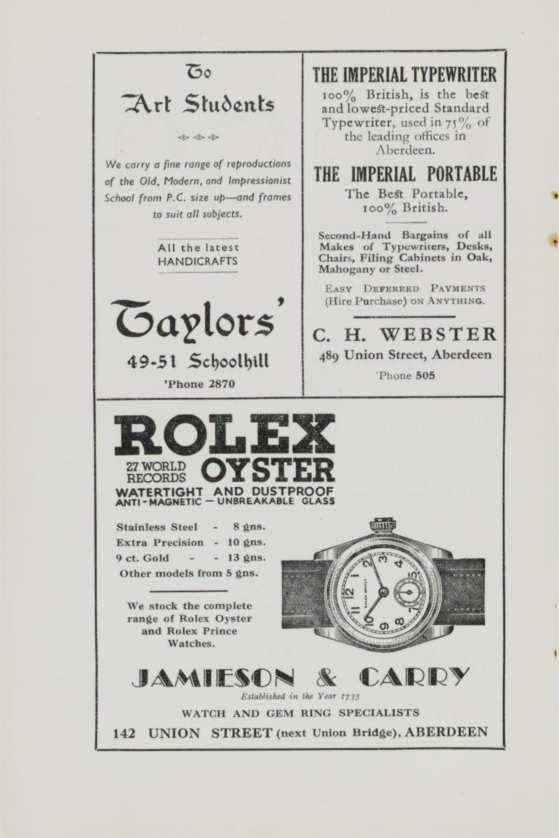 To
Art Students
We carry a fine range of reproductions
of the Old, Modern, and Impressionist
School from P.C. size up—and frames
to suit all subjects.
All the latest
HANDICRAFTS
Taylors'
49-51 Schoolhill
'Phone 2870
THE IMPERIAL TYPEWRITER
100% British, is the best
and lowest-priced Standard
Typewriter, used in 75% of
the leading offices in
Aberdeen.
THE IMPERIAL PORTABLE
The Best Portable,
100% British.
Second-Hand Bargains of all
Makes of Typewriters, Desks,
Chairs, Filing Cabinets in Oak,
Mahogany or Steel.
EASY DEFERRED PAYMENTS
(Hire Purchase) ON ANYTHING.
C. H. WEBSTER
489 Union Street, Aberdeen
'Phone 505
ROLEX
27 WORLD
RECORDS
OYSTER
WATERTIGHT AND DUSTPROOF
ANTI-MAGNETIC — UNBREAKABLE GLASS
Stainless Steel - 8 gns.
Extra Precision - 10 gns.
9 ct. Gold - - 13 gns.
Other models from 5 gns.
We stock the complete
range of Rolex Oyster
and Rolex Prince
Watches.
JAMIESON & CARRY
Established in the Year 1733
WATCH AND GEM RING SPECIALISTS
142 UNION STREET (next Union Bridge), ABERDEEN